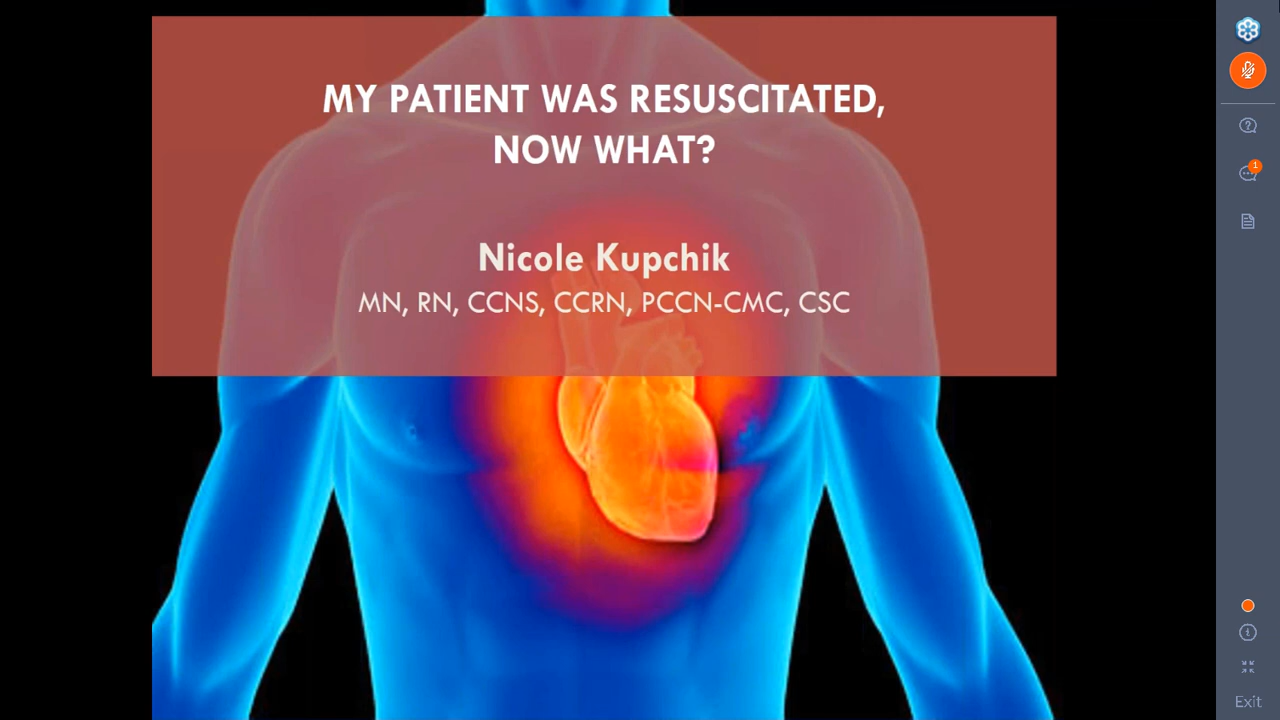 MY PATIENT WAS RESUSCITATED,
NOW WHAT?
Nicole Kupchik
MN, RN, CCNS, CCRN, PCCN-CMC, CSC
1
Exit